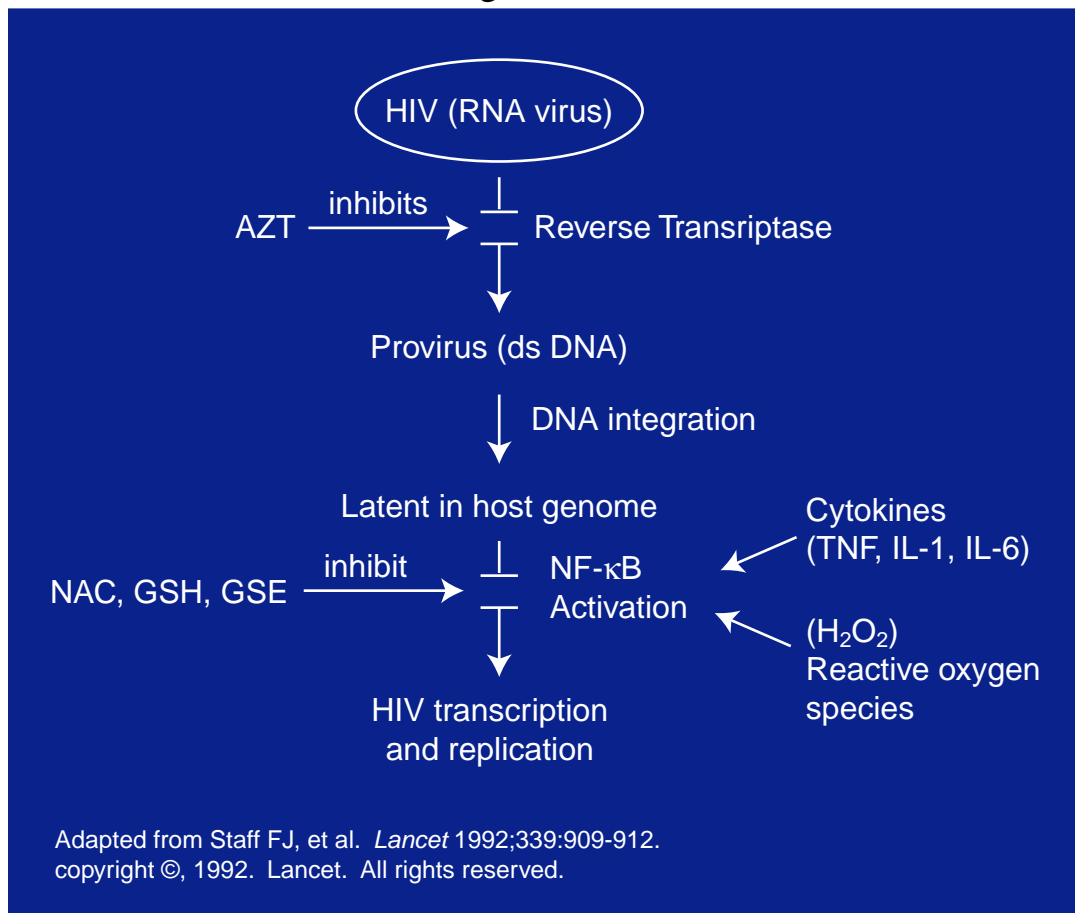 HIV (RNA virus)
inhibits
AZT
Reverse Transriptase
Provirus (ds DNA)
DNA integration
Latent in host genome
Cytokines
(TNF, IL-1, IL-6)
inhibit
NAC, GSH, GSE
NF-κB
Activation
(H₂O₂)
Reactive oxygen
species
HIV transcription
and replication
Adapted from Staff FJ, et al. Lancet 1992;339:909-912.
copyright ©, 1992. Lancet. All rights reserved.